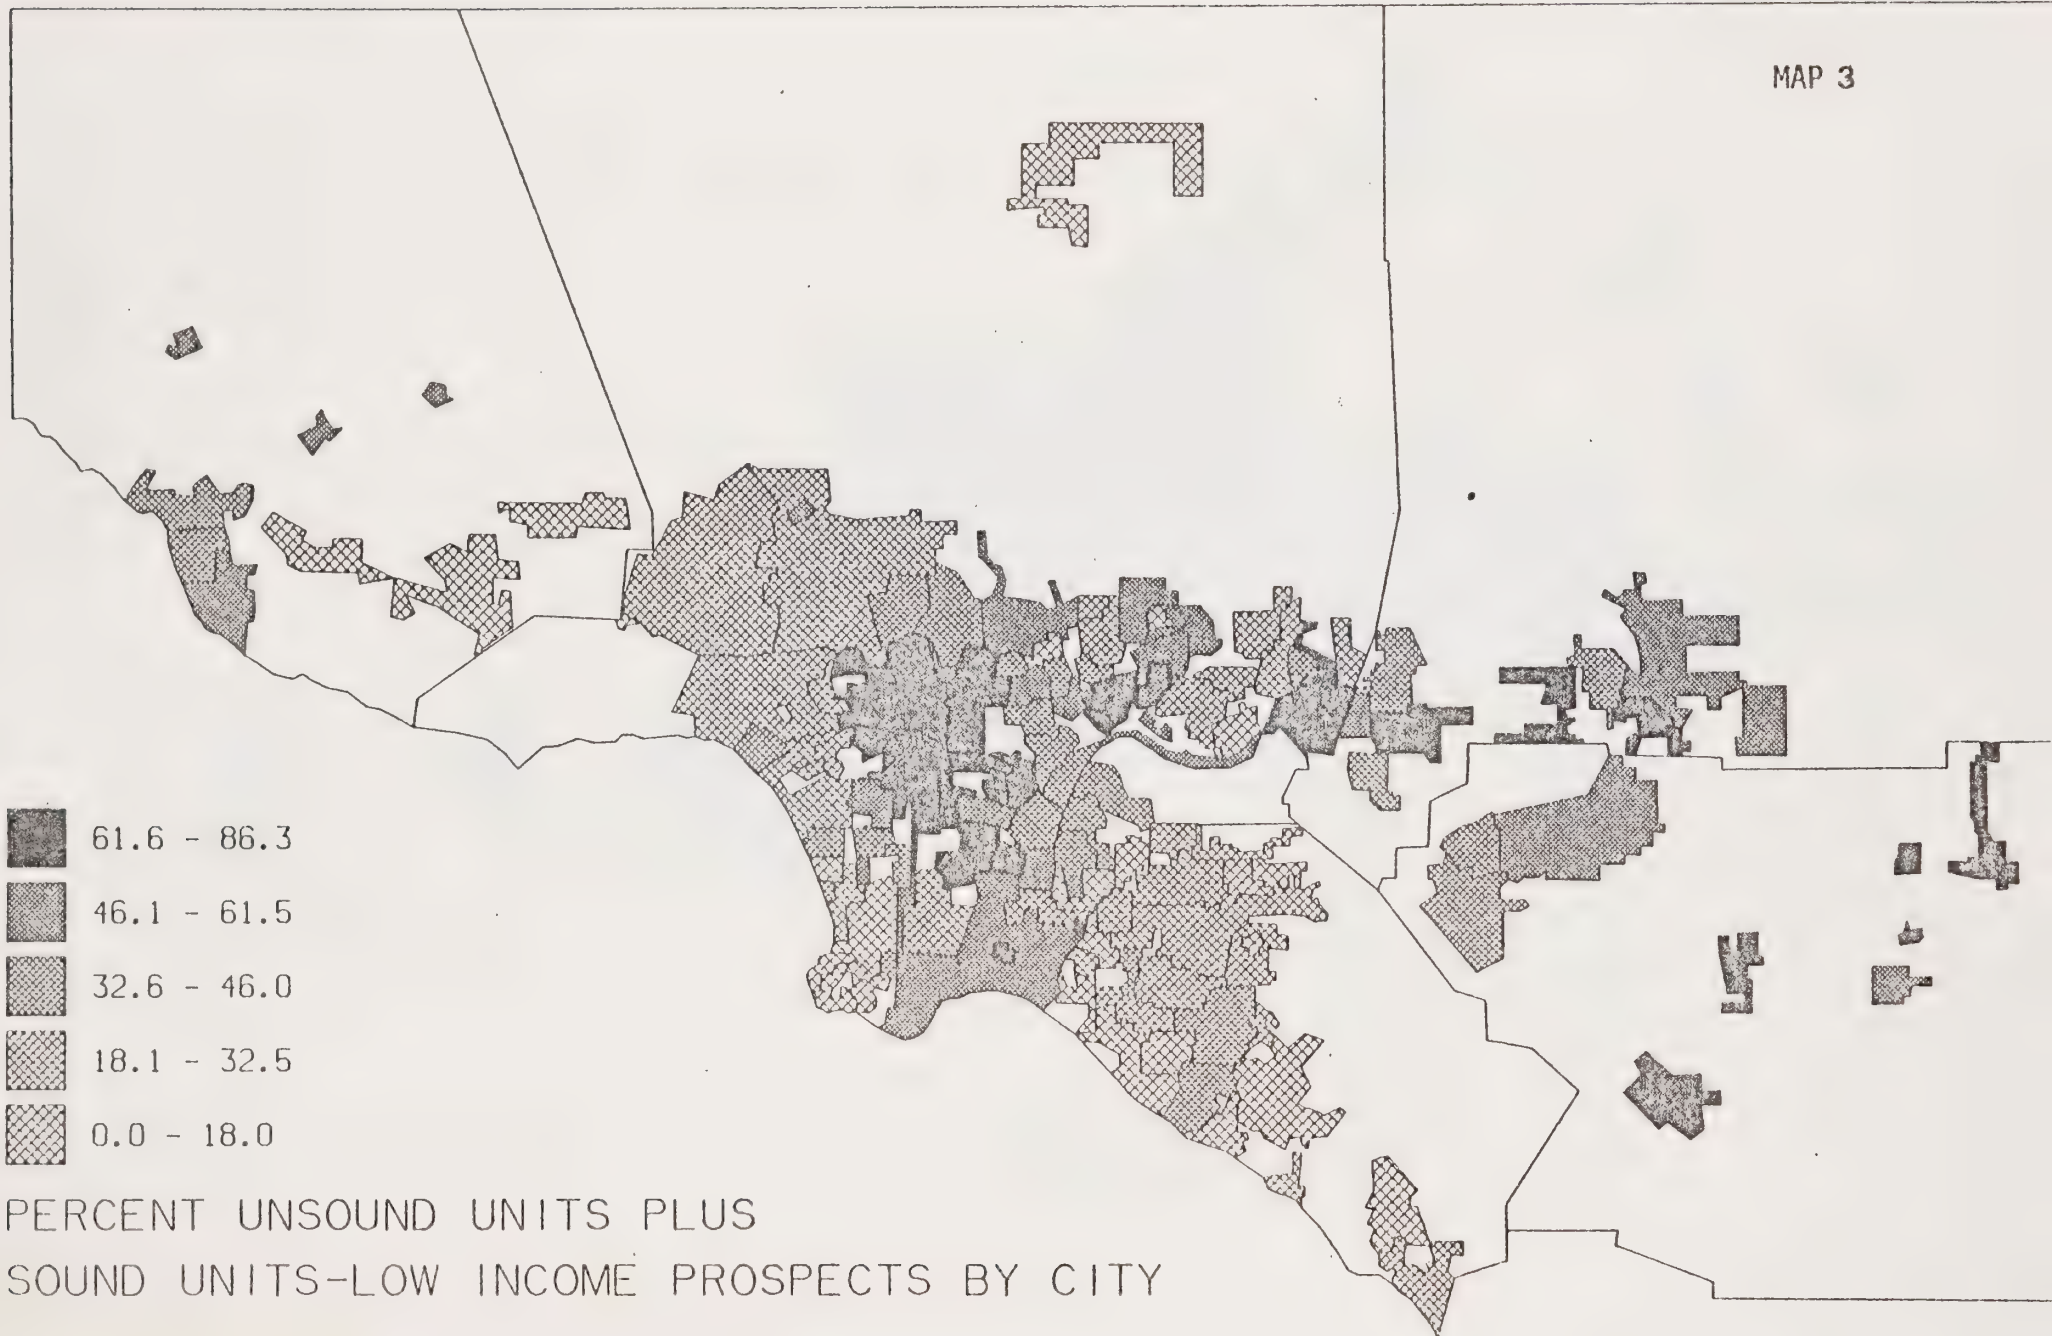 MAP 3
61.6 - 86.3
46.1 - 61.5
32.6 - 46.0
18.1 - 32.5
0.0 - 18.0
PERCENT UNSOUND UNITS PLUS
SOUND UNITS-LOW INCOME PROSPECTS BY CITY